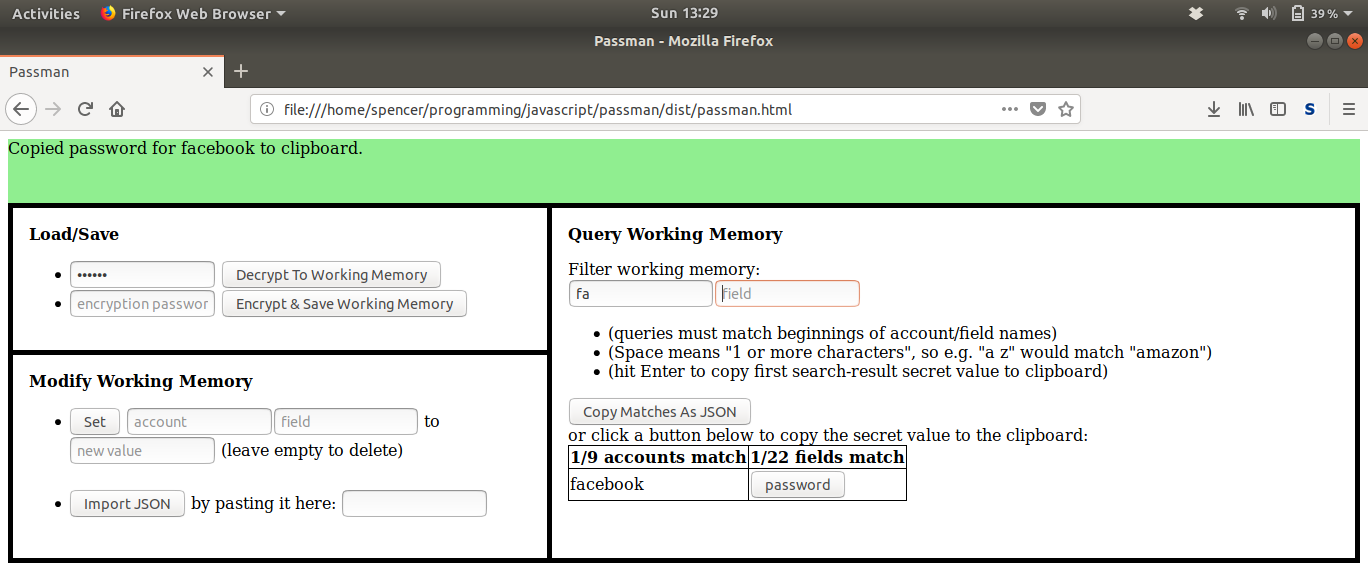 Activities Firefox Web Browser Sun 13:29 39 %
Passman - Mozilla Firefox
Passman
file:///home/spencer/programming/javascript/passman/dist/passman.html S
Copied password for facebook to clipboard.
Load/Save
•••••• Decrypt To Working Memory
encryption passwor Encrypt & Save Working Memory
Modify Working Memory
Set account field to
new value (leave empty to delete)
Import JSON by pasting it here:
Query Working Memory
Filter working memory:
fa field
(queries must match beginnings of account/field names)
(Space means "1 or more characters", so e.g. "a z" would match "amazon")
(hit Enter to copy first search-result secret value to clipboard)
Copy Matches As JSON
or click a button below to copy the secret value to the clipboard:
1/9 accounts match 1/22 fields match
facebook password